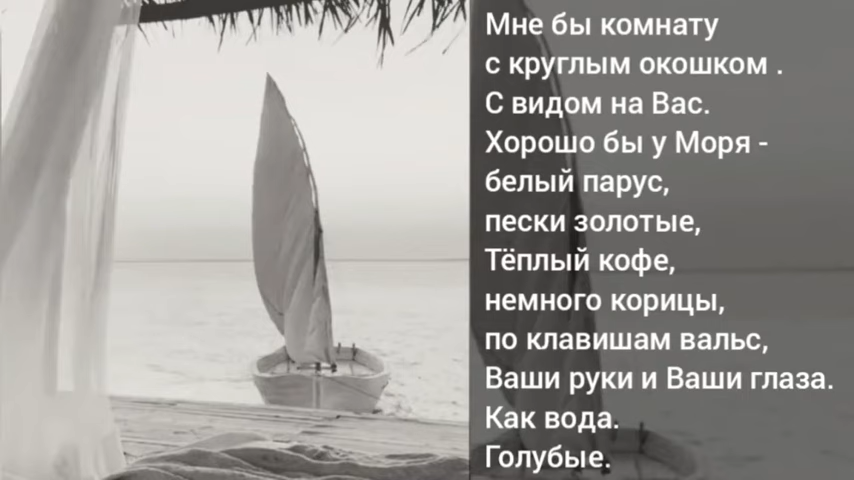 Мне бы комнату
с круглым окошком .
С видом на Вас.
Хорошо бы у Моря -
белый парус,
пески золотые,
Тёплый кофе,
немного корицы,
по клавишам вальс,
Ваши руки и Ваши глаза.
Как вода.
Голубые.